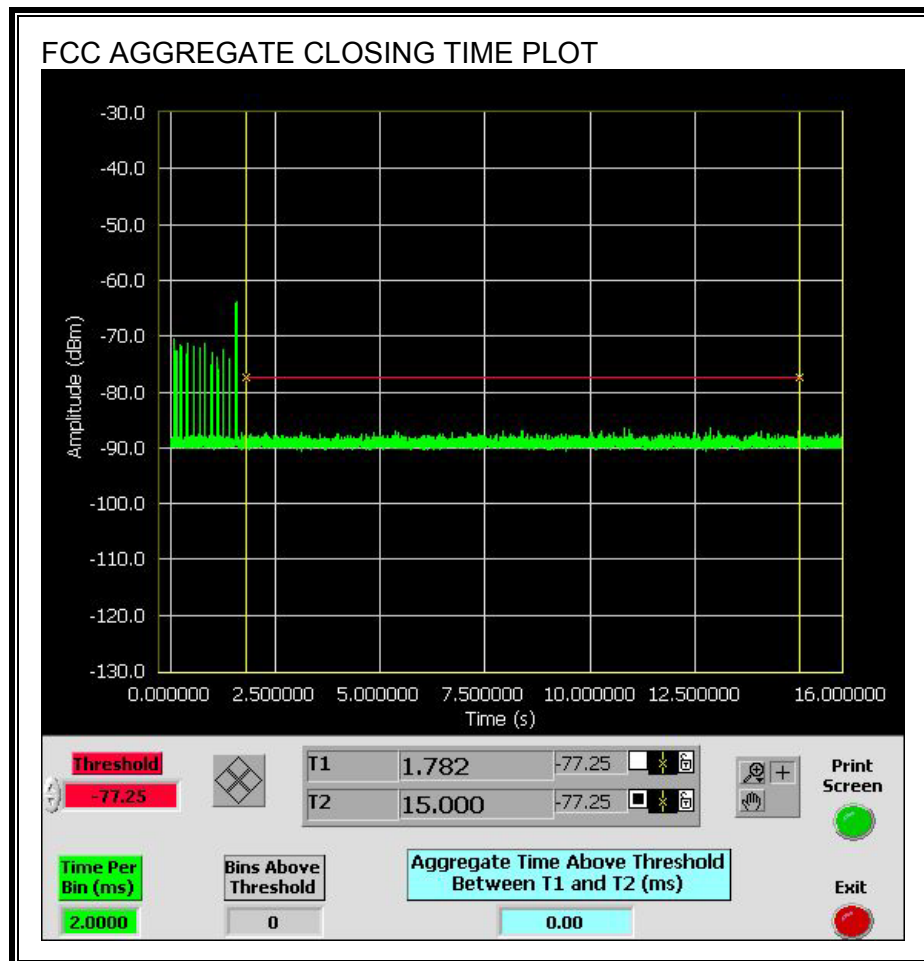 FCC AGGREGATE CLOSING TIME PLOT
-30.0
-40.0
-50.0
-60.0
-70.0
-80.0
-90.0
-100.0
-110.0
-120.0
-130.0
Amplitude (dBm)
0.000000 2.500000 5.000000 7.500000 10.000000 12.500000 16.000000
Time (s)
Threshold
-77.25
T1 1.782 -77.25
T2 15.000 -77.25
Print
Screen
Time Per
Bin (ms)
2.0000
Bins Above
Threshold
0
Aggregate Time Above Threshold
Between T1 and T2 (ms)
0.00
Exit